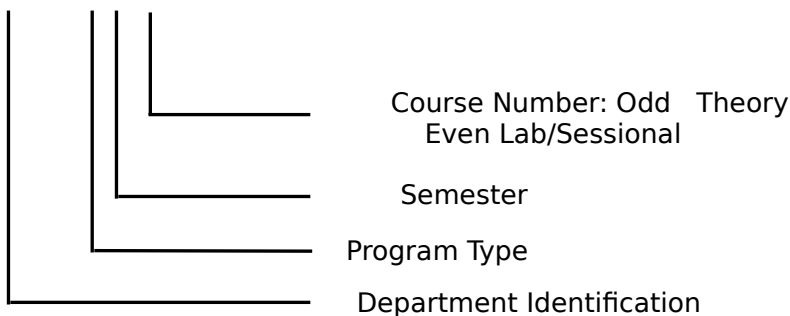 Course Number: Odd Theory
Even Lab/Sessional
Semester
Program Type
Department Identification